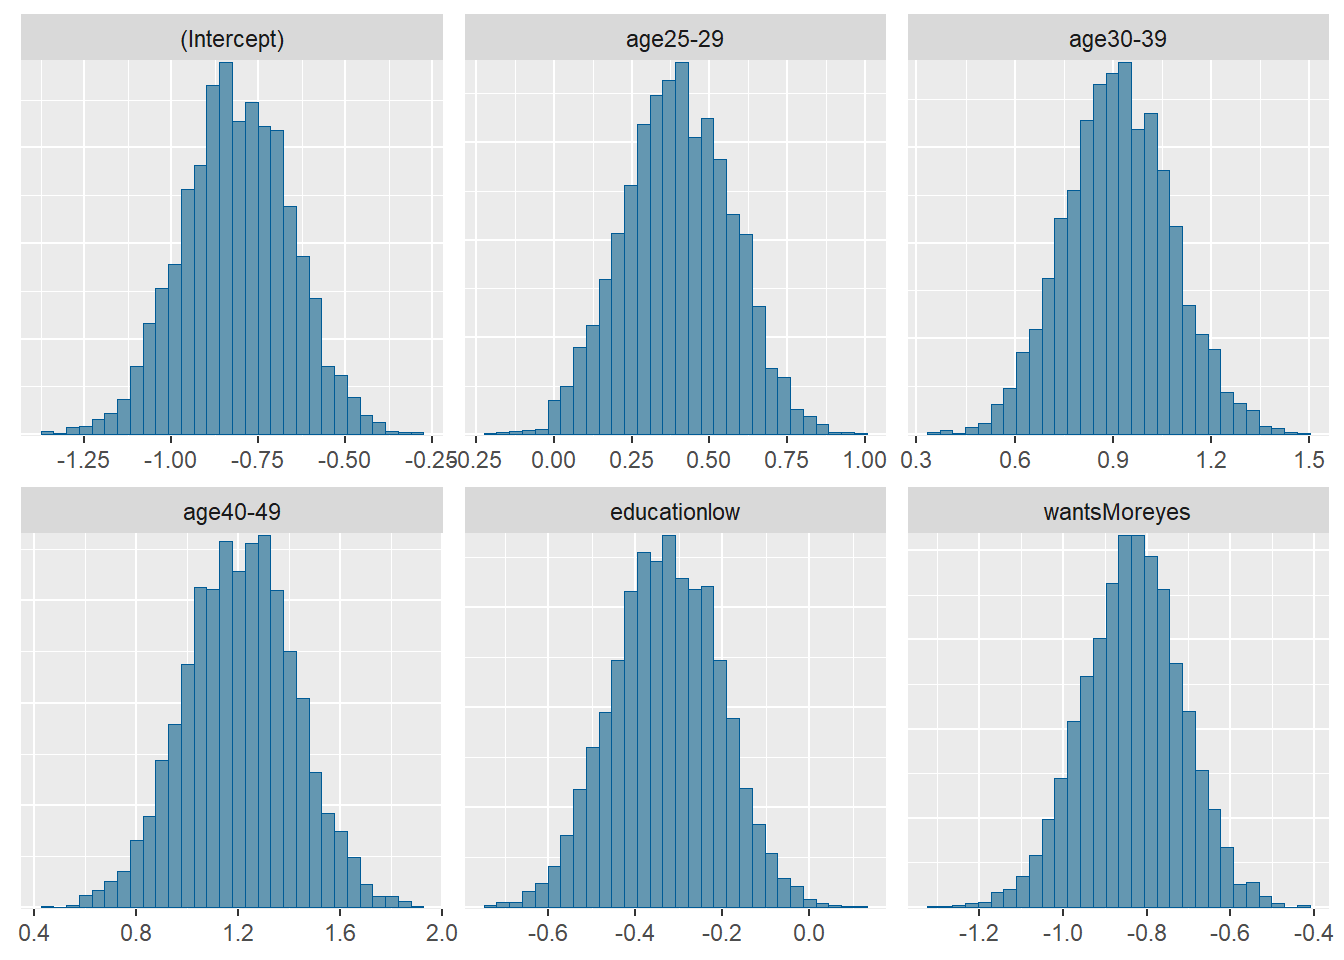 (Intercept) age25-29 age30-39
-1.25 -1.00 -0.75 -0.50 -0.25 -0.25 0.00 0.25 0.50 0.75 1.00 0.3 0.6 0.9 1.2 1.5
age40-49 educationlow wantsMoreyes
0.4 0.8 1.2 1.6 2.0 -0.6 -0.4 -0.2 0.0 -1.2 -1.0 -0.8 -0.6 -0.4